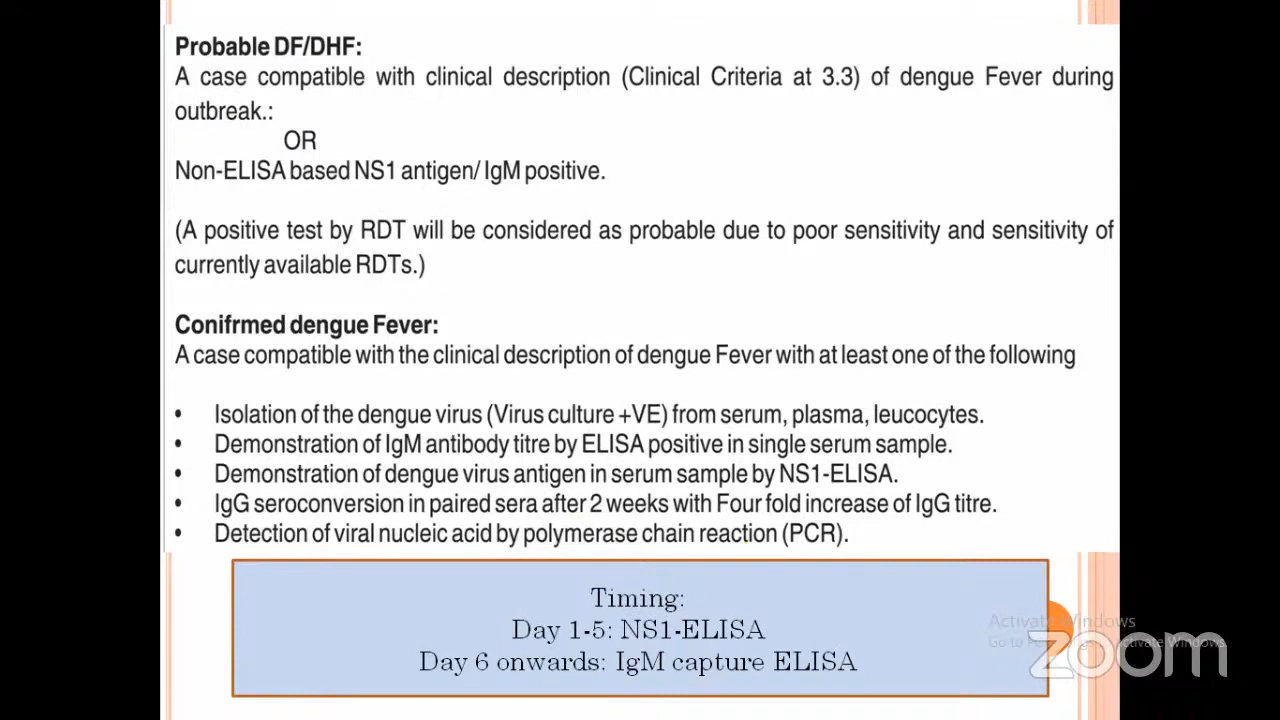 Probable DF/DHF:
A case compatible with clinical description (Clinical Criteria at 3.3) of dengue Fever during
outbreak.:
OR
Non-ELISA based NS1 antigen/ IgM positive.
(A positive test by RDT will be considered as probable due to poor sensitivity and sensitivity of
currently available RDTs.)
Conifrmed dengue Fever:
A case compatible with the clinical description of dengue Fever with at least one of the following
• Isolation of the dengue virus (Virus culture +VE) from serum, plasma, leucocytes.
• Demonstration of IgM antibody titre by ELISA positive in single serum sample.
• Demonstration of dengue virus antigen in serum sample by NS1-ELISA.
• IgG seroconversion in paired sera after 2 weeks with Four fold increase of IgG titre.
• Detection of viral nucleic acid by polymerase chain reaction (PCR).
Timing:
Day 1-5: NS1-ELISA
Day 6 onwards: IgM capture ELISA
Activate Windows
Go to Activate Windows.
zoom